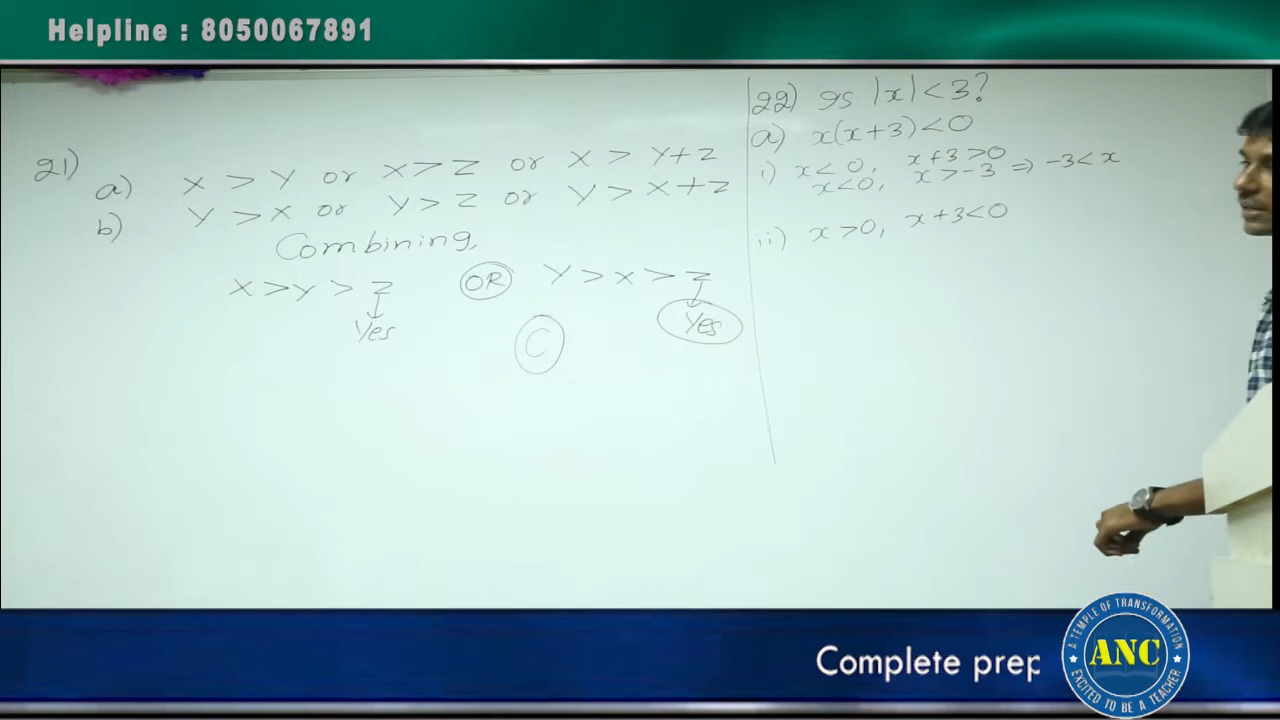 Helpline : 8050067891
21)
a) X > Y or X > Z or X > Y+Z
b) Y > X or Y > Z or Y > X+Z
Combining,
X > Y > Z OR Y > X > Z
Yes Yes
C
22) Is |x| < 3?
a) x(x+3) < 0
i) x < 0, x+3 > 0
x < 0, x > -3 ⇒ -3 < x
ii) x > 0, x+3 < 0
Complete prep
A TEMPLE OF TRANSFORMATION
ANC
EXCITED TO BE A TEACHER